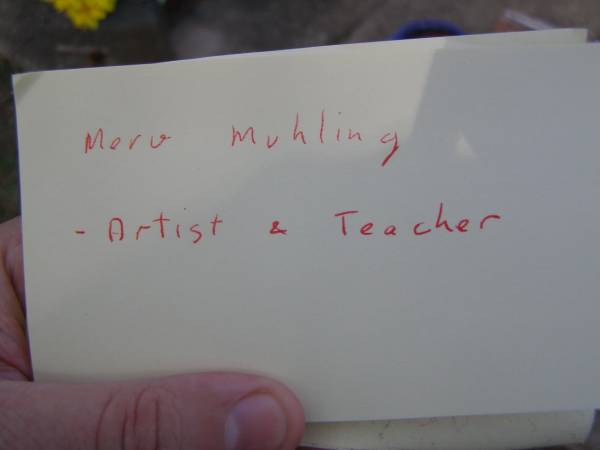 Merv Muhling
- Artist & Teacher